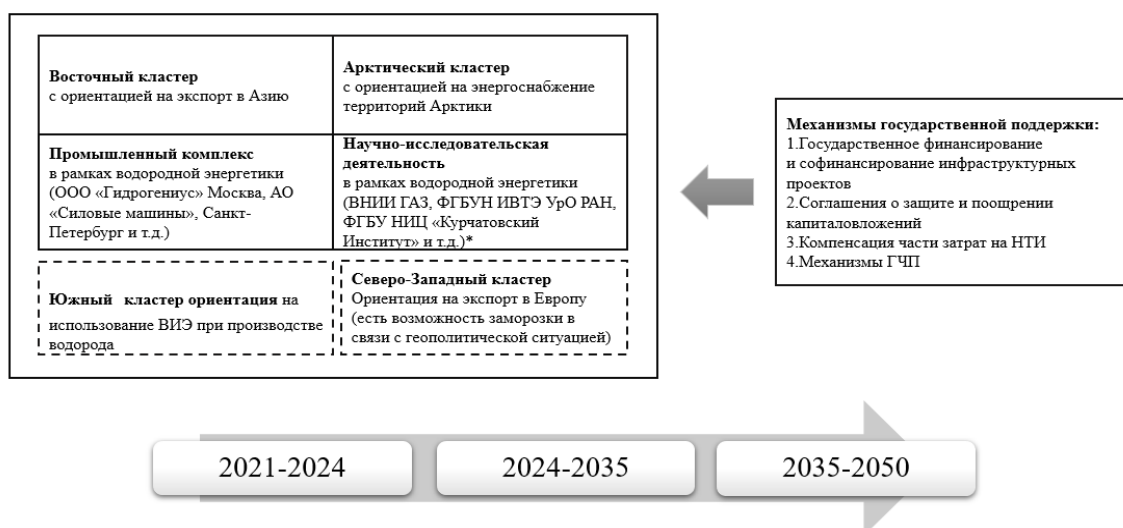 Восточный кластер
с ориентацией на экспорт в Азию
Арктический кластер
с ориентацией на энергоснабжение
территорий Арктики
Промышленный комплекс
в рамках водородной энергетики
(ООО «Гидрогениус» Москва, АО
«Силовые машины», Санкт-
Петербург и т.д.)
Научно-исследовательская
деятельность
в рамках водородной энергетики
(ВНИИ ГАЗ, ФГБУН ИВТЭ УрО РАН,
ФГБУ НИЦ «Курчатовский
Институт» и т.д.)*
Южный кластер ориентация на
использование ВИЭ при производстве
водорода
Северо-Западный кластер
Ориентация на экспорт в Европу
(есть возможность заморозки в
связи с геополитической ситуацией)
Механизмы государственной поддержки:
1.Государственное финансирование
и софинансирование инфраструктурных
проектов
2.Соглашения о защите и поощрении
капиталовложений
3.Компенсация части затрат на НТИ
4.Механизмы ГЧП
2021-2024
2024-2035
2035-2050